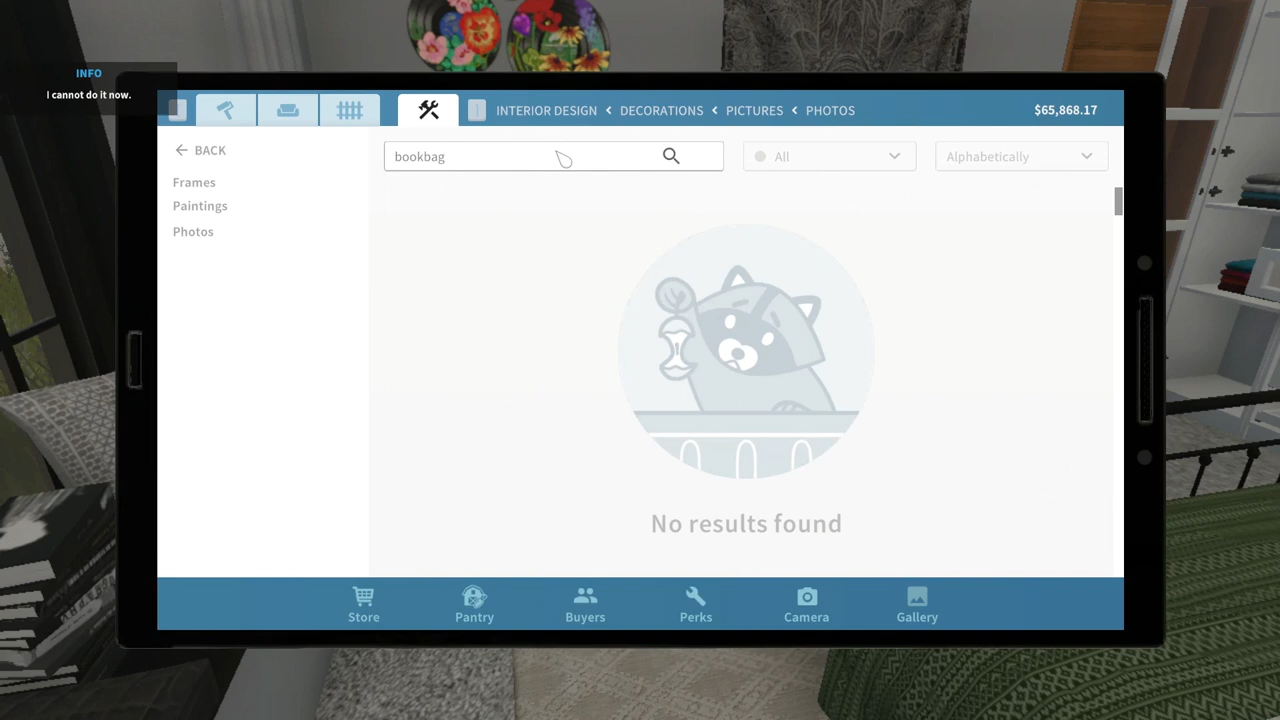 INFO
I cannot do it now.
INTERIOR DESIGN < DECORATIONS < PICTURES < PHOTOS
$65,868.17
BACK
Frames
Paintings
Photos
bookbag
All
Alphabetically
No results found
Store
Pantry
Buyers
Perks
Camera
Gallery